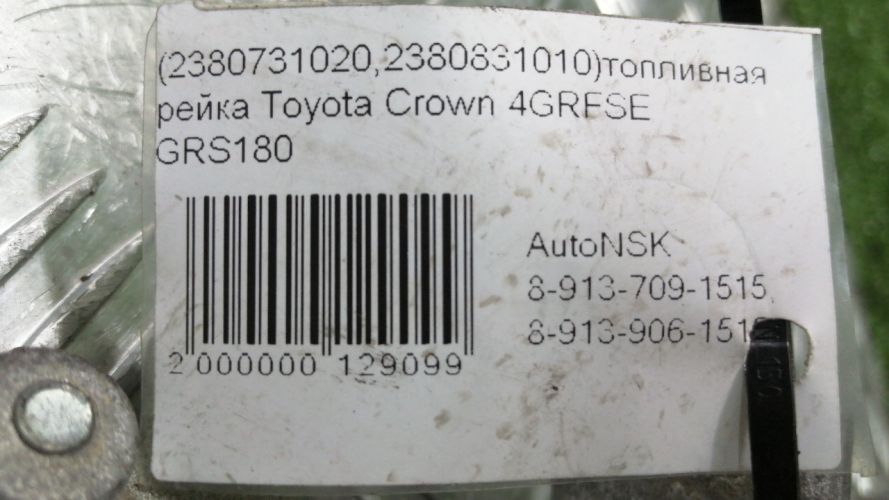 (2380731020,2380831010)топливная
рейка Toyota Crown 4GRFSE
GRS180
AutoNSK
8-913-709-1515,
2 000000 129099